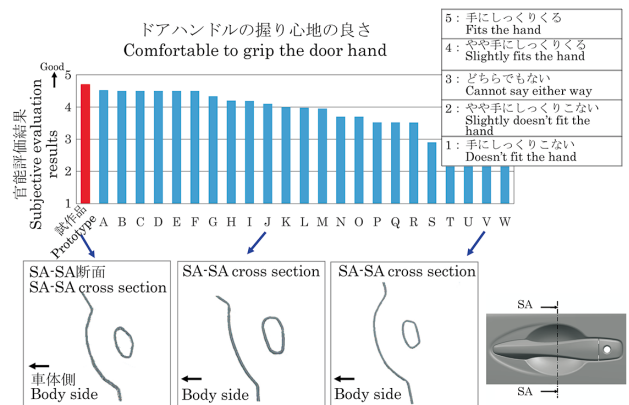 ドアハンドルの握り心地の良さ
Comfortable to grip the door hand
5： 手にしっくりくる
Fits the hand
4： やや手にしっくりくる
Slightly fits the hand
3： どちらでもない
Cannot say either way
2： やや手にしっくりこない
Slightly doesn't fit the
hand
1： 手にしっくりこない
Doesn't fit the hand
官能評価結果
Subjective evaluation
results
Good
5
4
3
2
1
試作品
Prototype
A B C D E F G H I J K L M N O P Q R S T U V W
SA-SA断面
SA-SA cross section
車体側
Body side
SA-SA cross section
Body side
SA-SA cross section
Body side
SA
SA